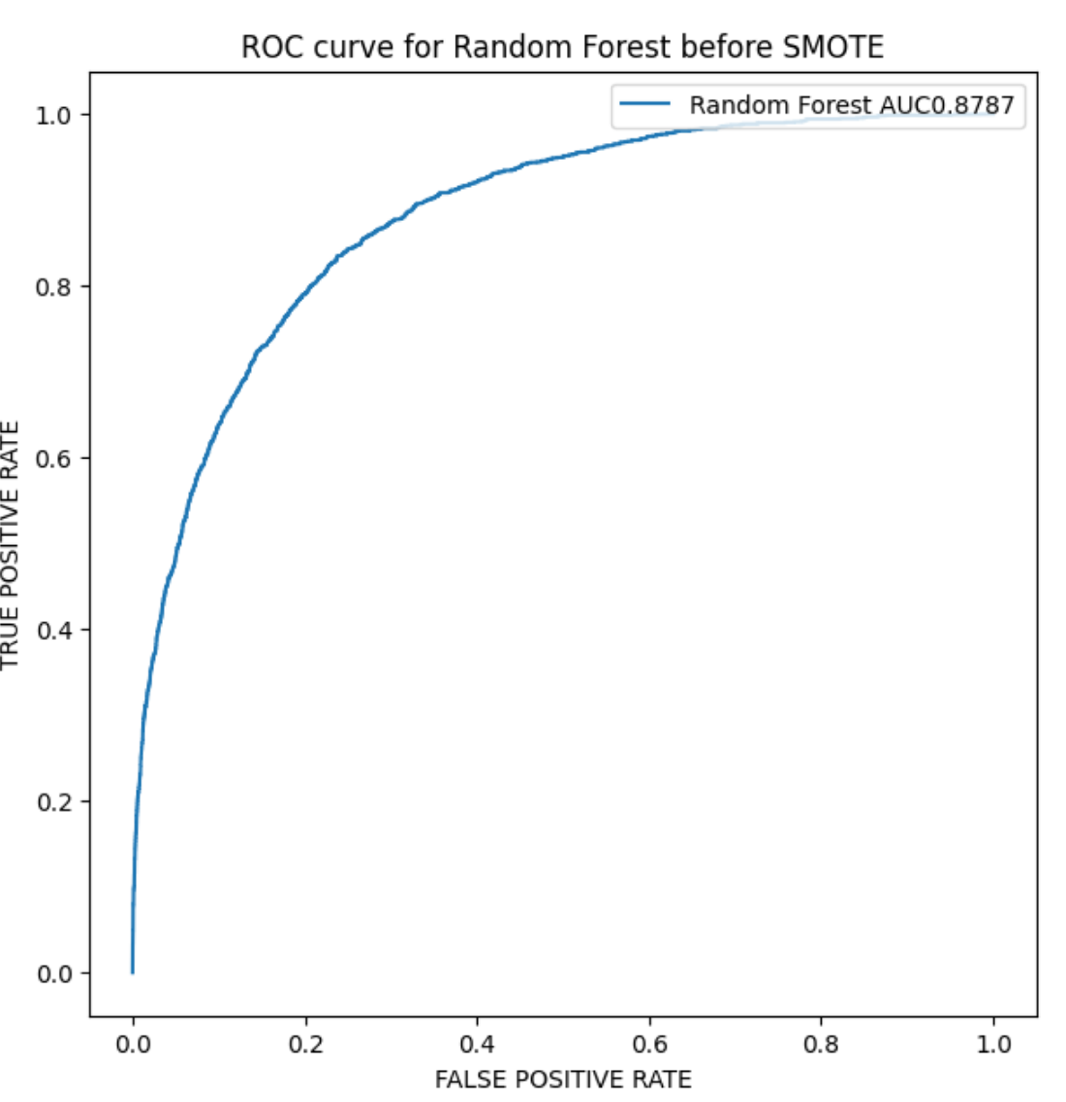 ROC curve for Random Forest before SMOTE
Random Forest AUC0.8787
1.0
0.8
0.6
0.4
0.2
0.0
TRUE POSITIVE RATE
0.0 0.2 0.4 0.6 0.8 1.0
FALSE POSITIVE RATE